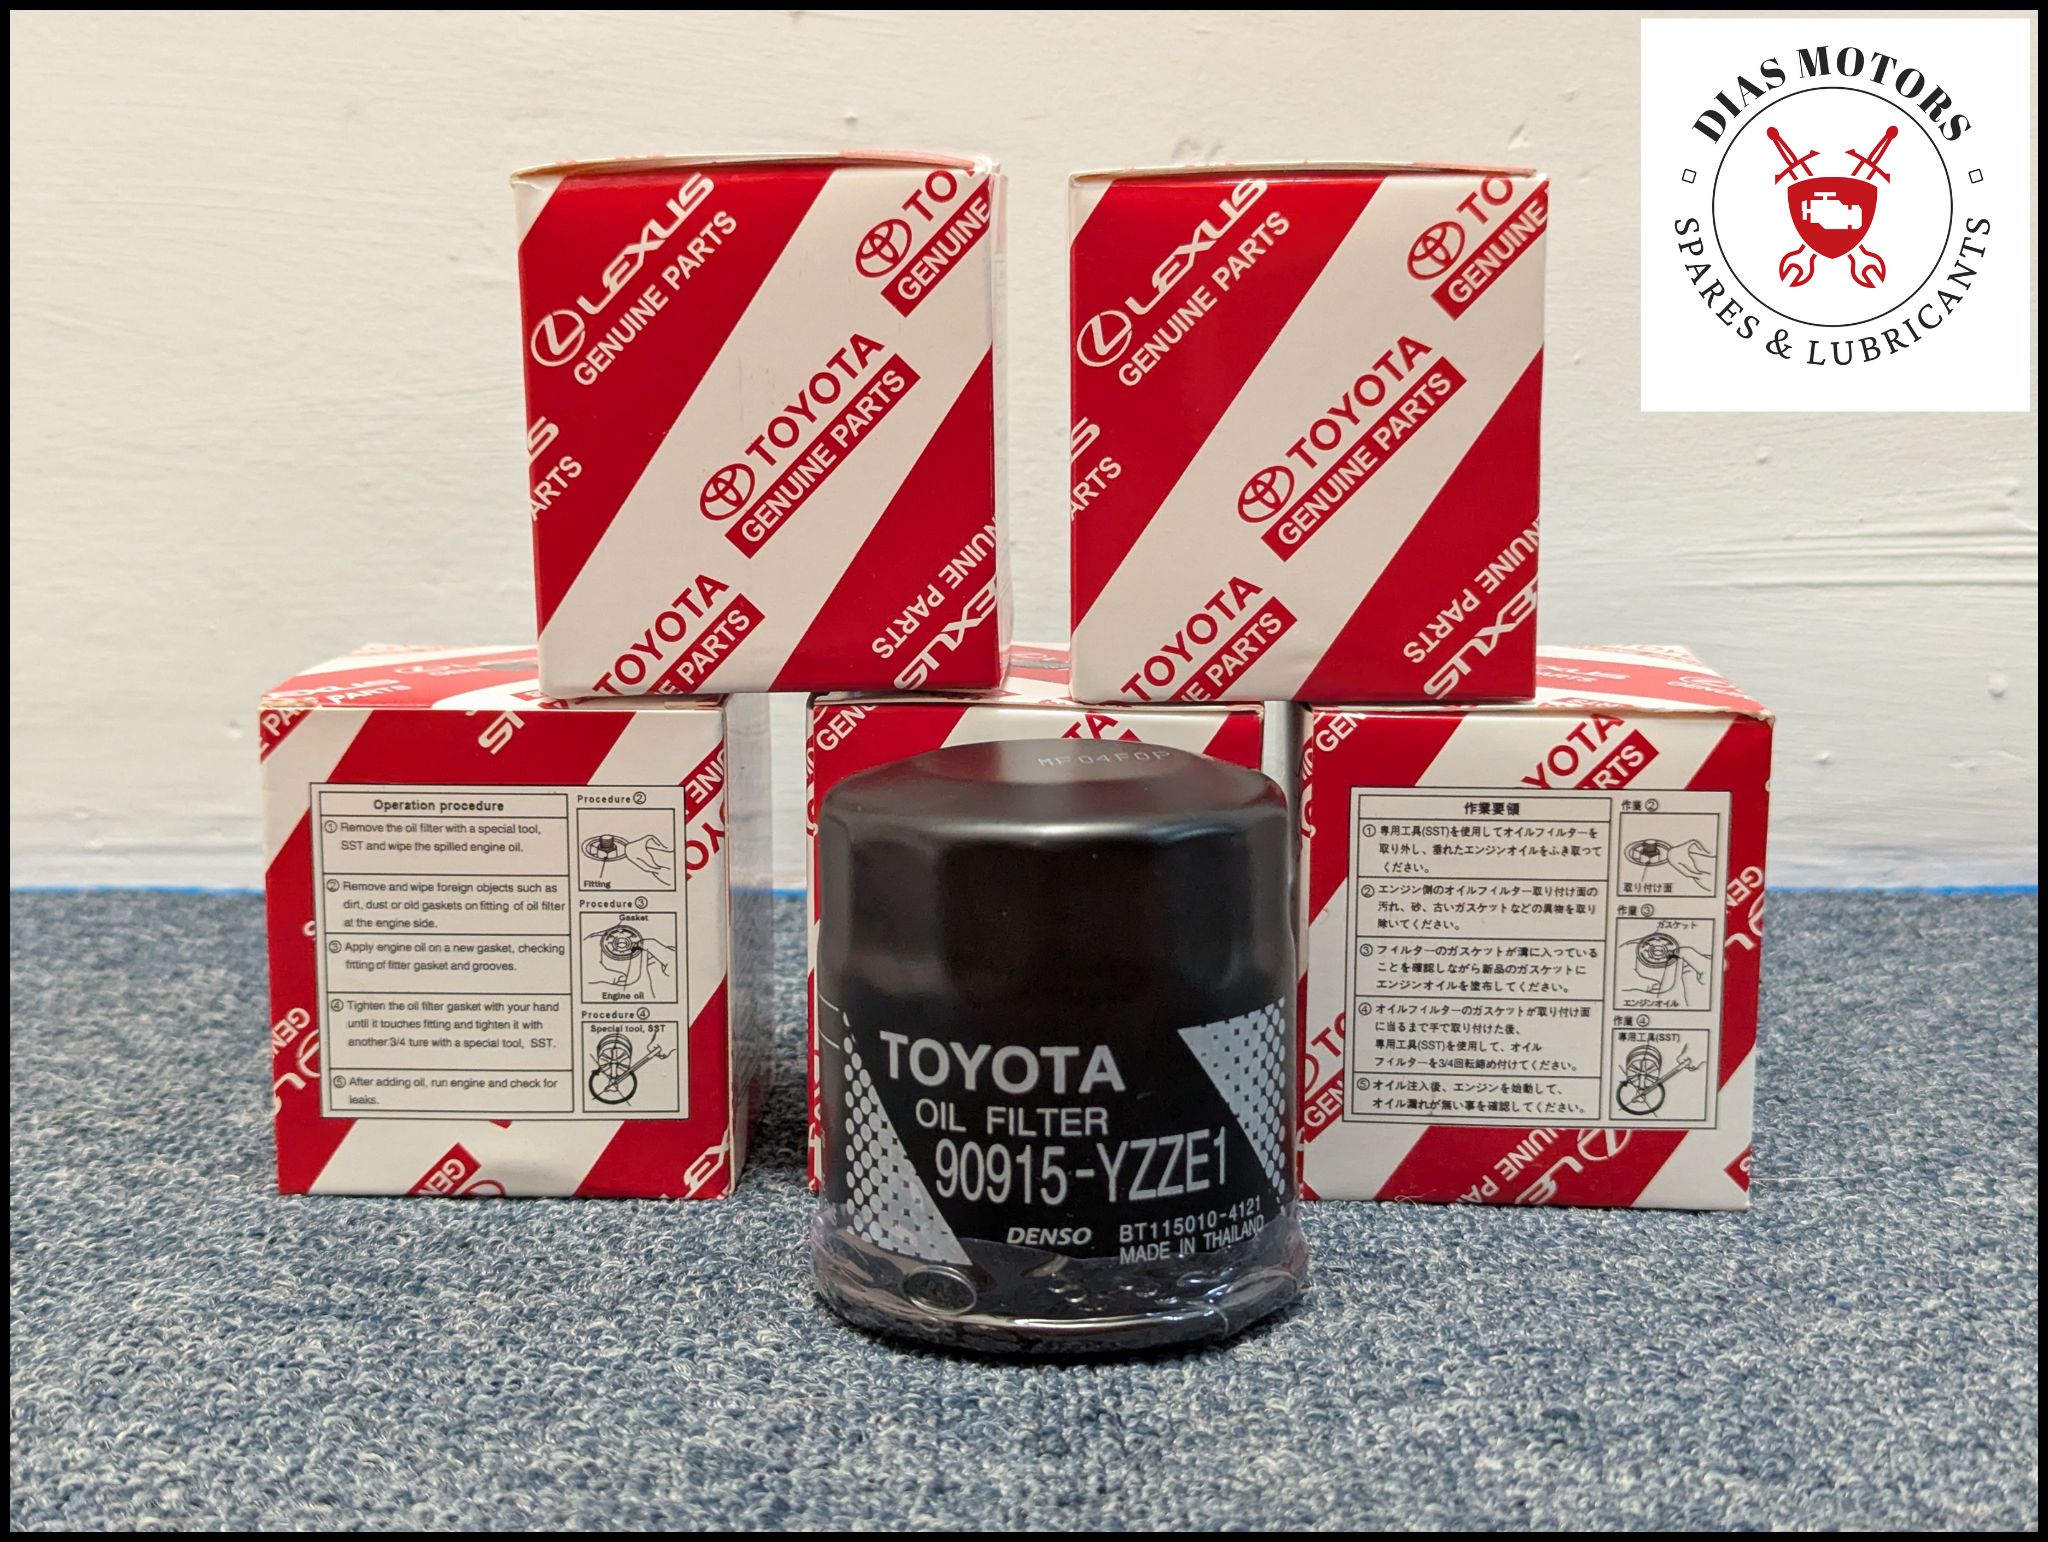 DIAS MOTORS
SPARES & LUBRICANTS
LEXUS
GENUINE PARTS
TOYOTA
GENUINE PARTS
TO
GENUINE
TOYOTA
PARTS
ARTS
GENUINE PARTS
LEXUS
LEXUS
GENUINE PARTS
TOYOTA
GENUINE PARTS
TO
GENUINE
TOYOTA
PARTS
ARTS
GENUINE PARTS
LEXUS
Operation procedure
① Remove the oil filter with a special tool,
SST and wipe the spilled engine oil.
② Remove and wipe foreign objects such as
dirt, dust or old gaskets on fitting of oil filter
at the engine side.
③ Apply engine oil on a new gasket, checking
fitting of fitter gasket and grooves.
④ Tighten the oil filter gasket with your hand
until it touches fitting and tighten it with
another 3/4 ture with a special tool, SST.
⑤ After adding oil, run engine and check for
leaks.
Procedure ②
Fitting
Procedure ③
Gasket
Engine oil
Procedure ④
Special tool, SST
MF04F0P
TOYOTA
OIL FILTER
90915-YZZE1
DENSO
BT115010-4121
MADE IN THAILAND
作業要領
① 専用工具(SST)を使用してオイルフィルターを
取り外し、垂れたエンジンオイルをふき取って
ください。
② エンジン側のオイルフィルター取り付け面の
汚れ、砂、古いガスケットなどの異物を取り
除いてください。
③ フィルターのガスケットが溝に入っている
ことを確認しながら新品のガスケットに
エンジンオイルを塗布してください。
④ オイルフィルターのガスケットが取り付け面
に当るまで手で取り付けた後、
専用工具(SST)を使用して、オイル
フィルターを3/4回転締め付けてください。
⑤ オイル注入後、エンジンを始動して、
オイル漏れが無い事を確認してください。
作業 ②
取り付け面
作業 ③
ガスケット
エンジンオイル
作業 ④
専用工具(SST)